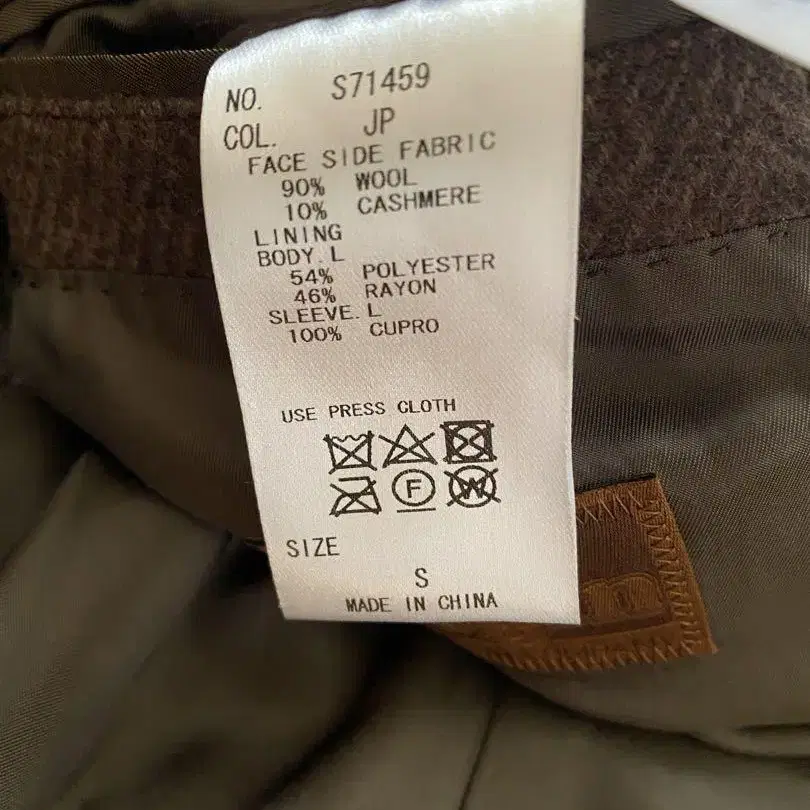 NO. S71459
COL. JP
FACE SIDE FABRIC
90% WOOL
10% CASHMERE
LINING
BODY. L
54% POLYESTER
46% RAYON
SLEEVE. L
100% CUPRO
USE PRESS CLOTH
F W
SIZE
S
MADE IN CHINA